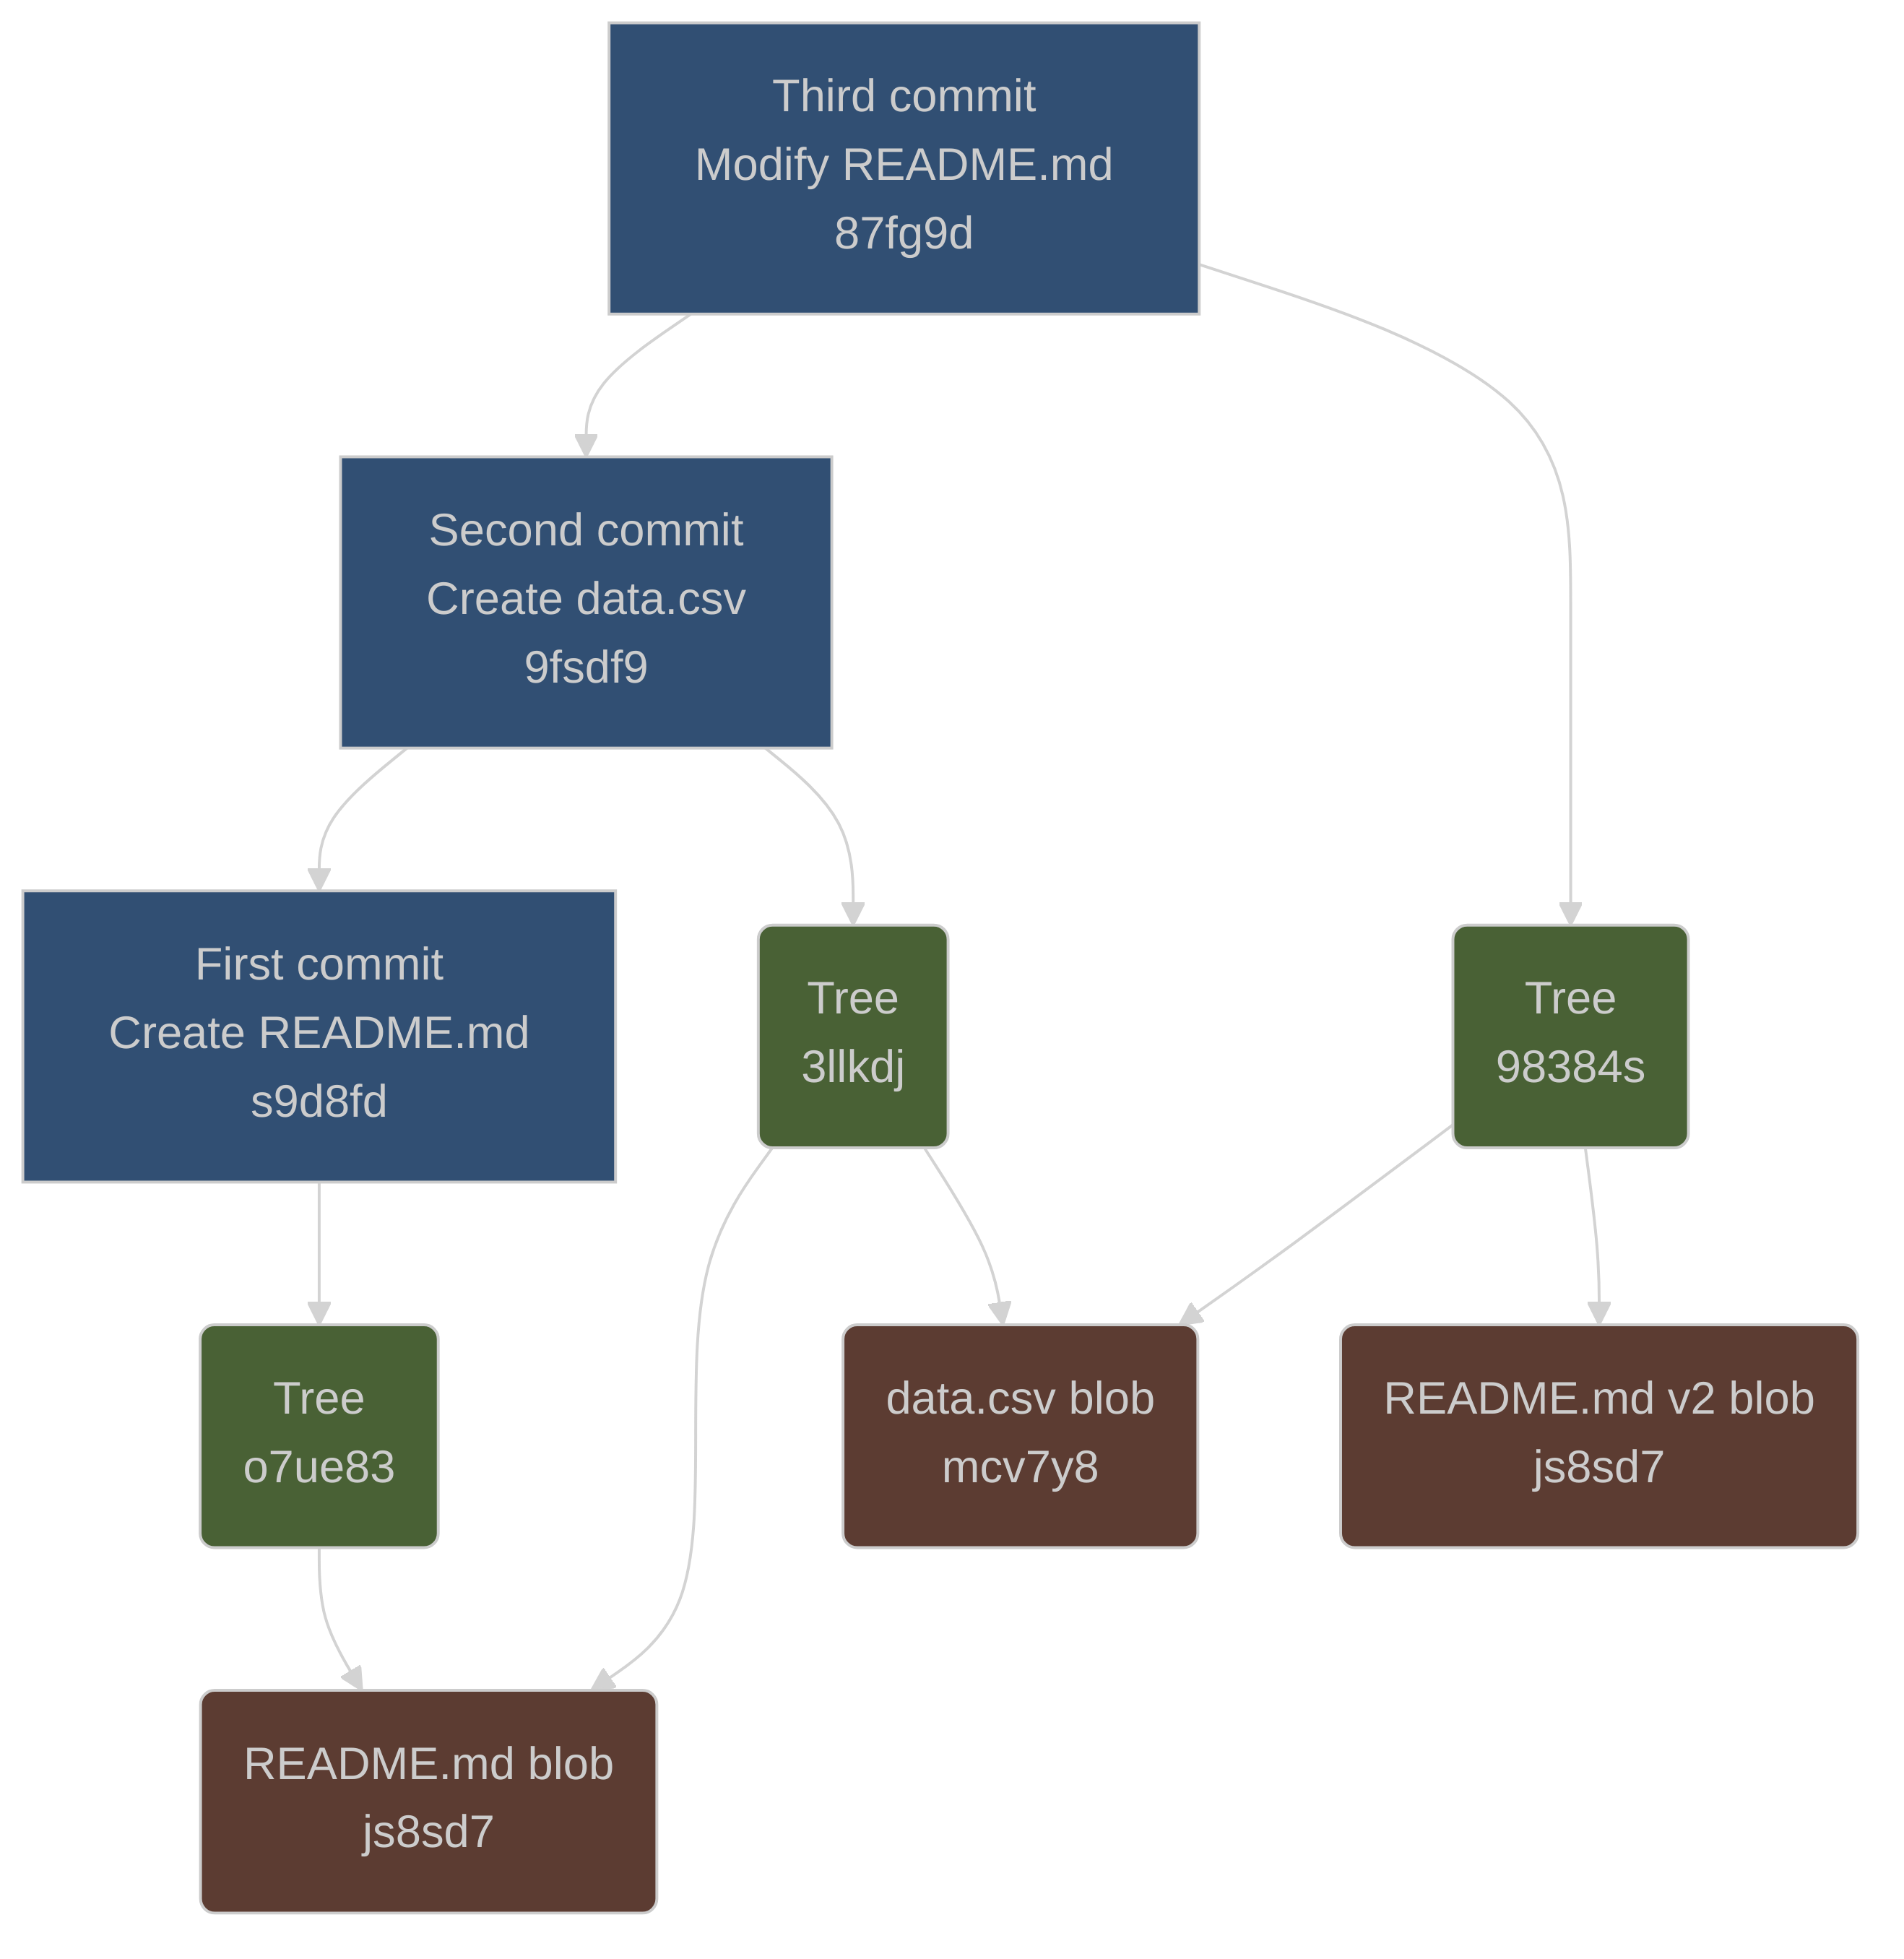 Third commit
Modify README.md
87fg9d
Second commit
Create data.csv
9fsdf9
First commit
Create README.md
s9d8fd
Tree
3llkdj
Tree
98384s
Tree
o7ue83
data.csv blob
mcv7y8
README.md v2 blob
js8sd7
README.md blob
js8sd7